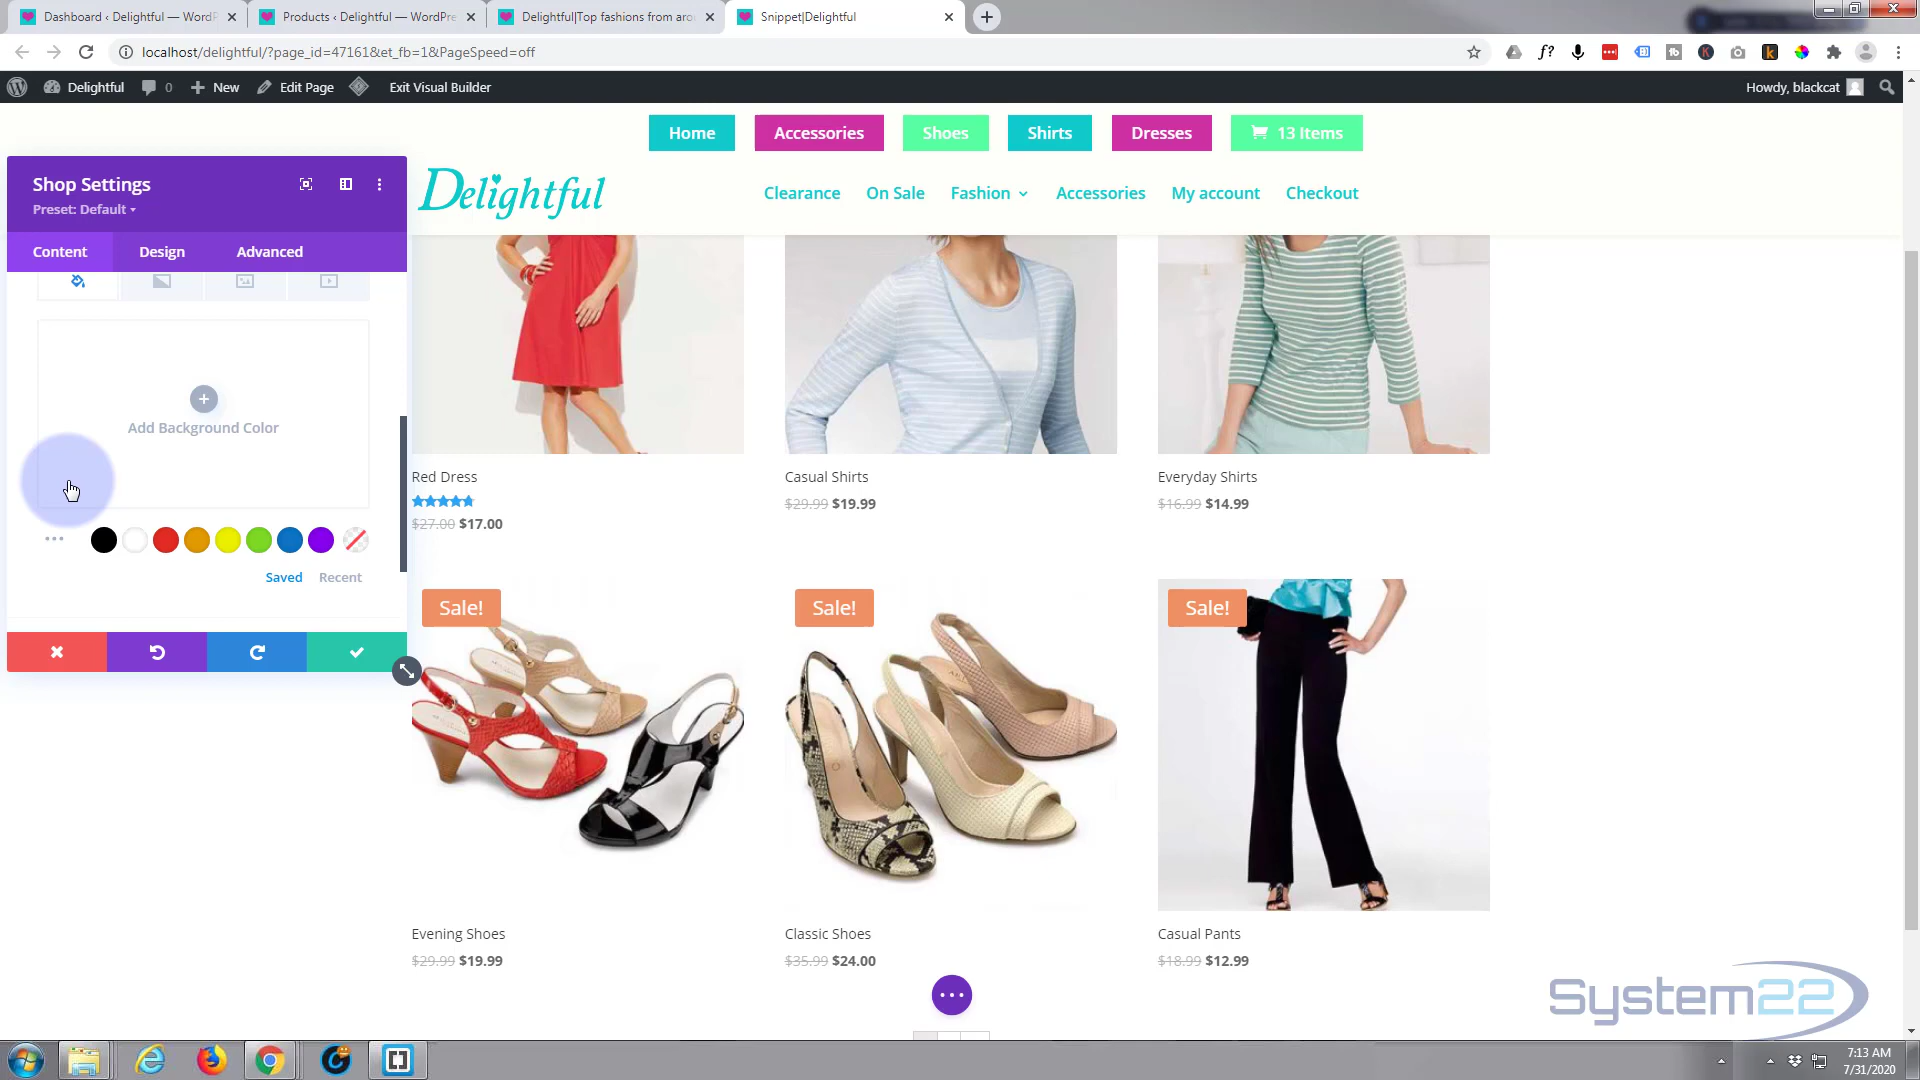 Dashboard ‹ Delightful — WordP
Products ‹ Delightful — WordPre
Delightful|Top fashions from arou
Snippet|Delightful
localhost/delightful/?page_id=47161&et_fb=1&PageSpeed=off
Delightful
0
New
Edit Page
Exit Visual Builder
Howdy, blackcat
Home
Accessories
Shoes
Shirts
Dresses
13 Items
Delightful
Clearance
On Sale
Fashion
Accessories
My account
Checkout
Shop Settings
Preset: Default
Content
Design
Advanced
Add Background Color
Saved
Recent
Red Dress
$27.00 $17.00
Casual Shirts
$29.99 $19.99
Everyday Shirts
$16.99 $14.99
Sale!
Sale!
Sale!
Evening Shoes
$29.99 $19.99
Classic Shoes
$35.99 $24.00
Casual Pants
$18.99 $12.99
System22
7:13 AM
7/31/2020